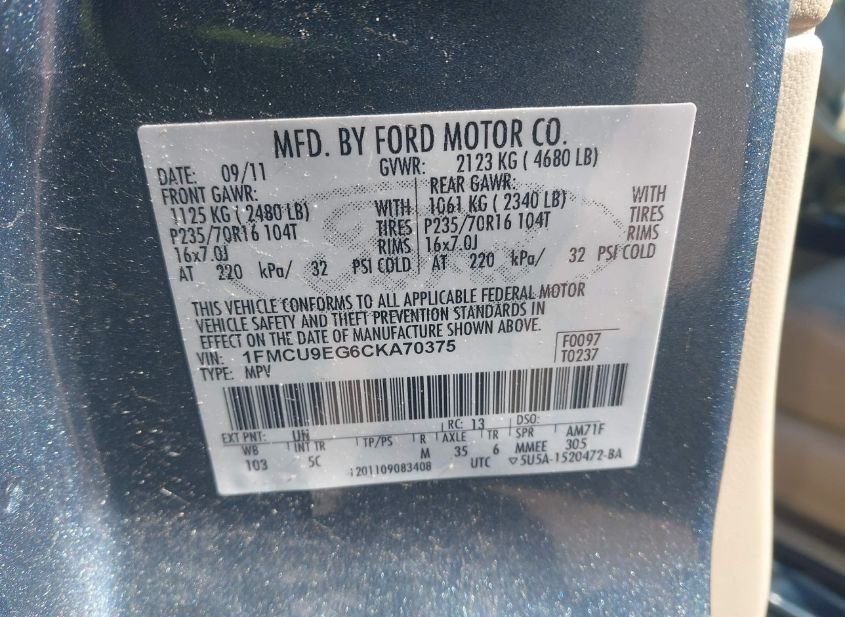 MFD. BY FORD MOTOR CO.
DATE: 09/11 GVWR: 2123 KG ( 4680 LB)
FRONT GAWR: REAR GAWR:
1125 KG ( 2480 LB) WITH 1061 KG ( 2340 LB) WITH
P235/70R16 104T TIRES P235/70R16 104T TIRES
16x7.0J RIMS 16x7.0J RIMS
AT 220 kPa/ 32 PSI COLD AT 220 kPa/ 32 PSI COLD
THIS VEHICLE CONFORMS TO ALL APPLICABLE FEDERAL MOTOR
VEHICLE SAFETY AND THEFT PREVENTION STANDARDS IN
EFFECT ON THE DATE OF MANUFACTURE SHOWN ABOVE.
VIN: 1FMCU9EG6CKA70375 F0097
TYPE: MPV T0237
EXT PNT: UN RC: 13 DSO:
WB INT TR TP/PS R AXLE TR SPR AM71F
103 5C M 35 6 MMEE 305
1201109083408 UTC ▽5U5A-1520472-BA